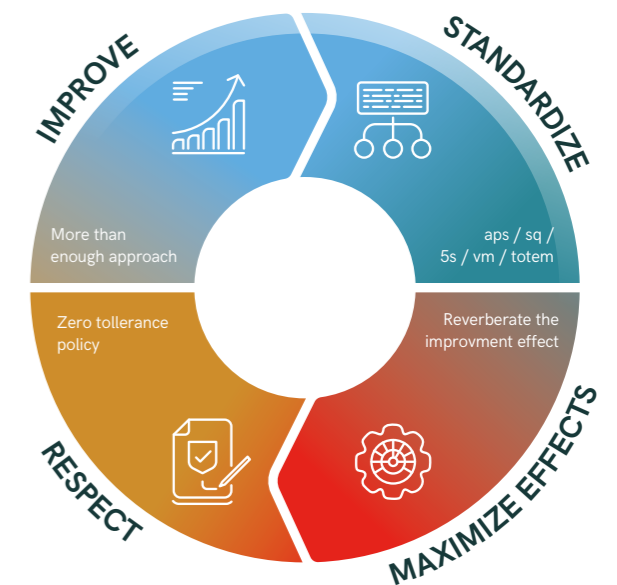 IMPROVE
STANDARDIZE
More than
enough approach
aps / sq /
5s / vm / totem
Zero tollerance
policy
Reverberate the
improvment effect
RESPECT
MAXIMIZE EFFECTS